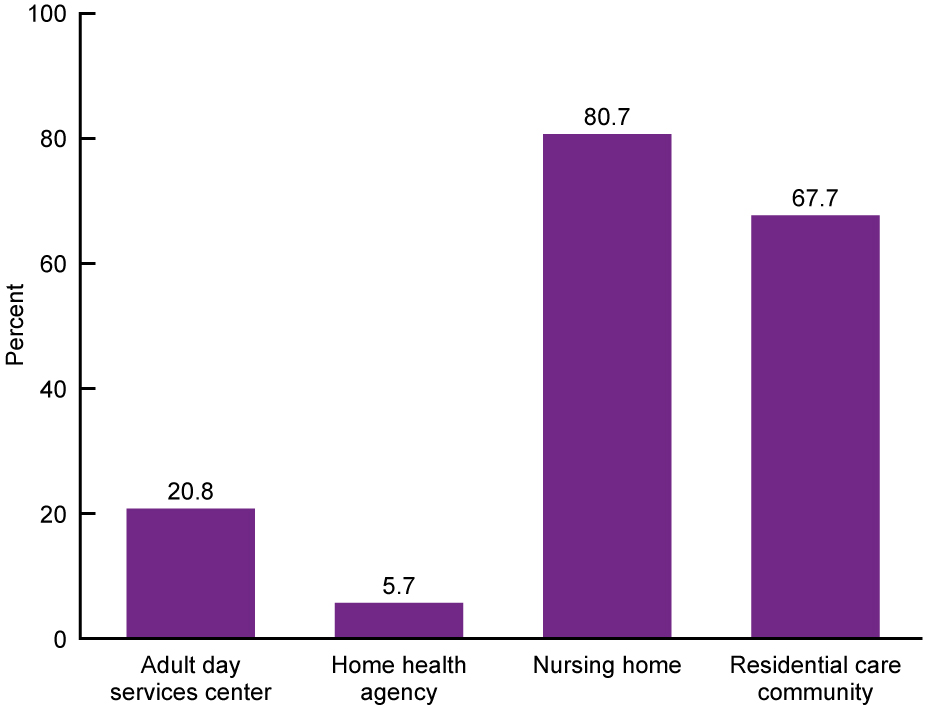 100
80
60
40
20
0
Percent
20.8
5.7
80.7
67.7
Adult day
services center
Home health
agency
Nursing home
Residential care
community